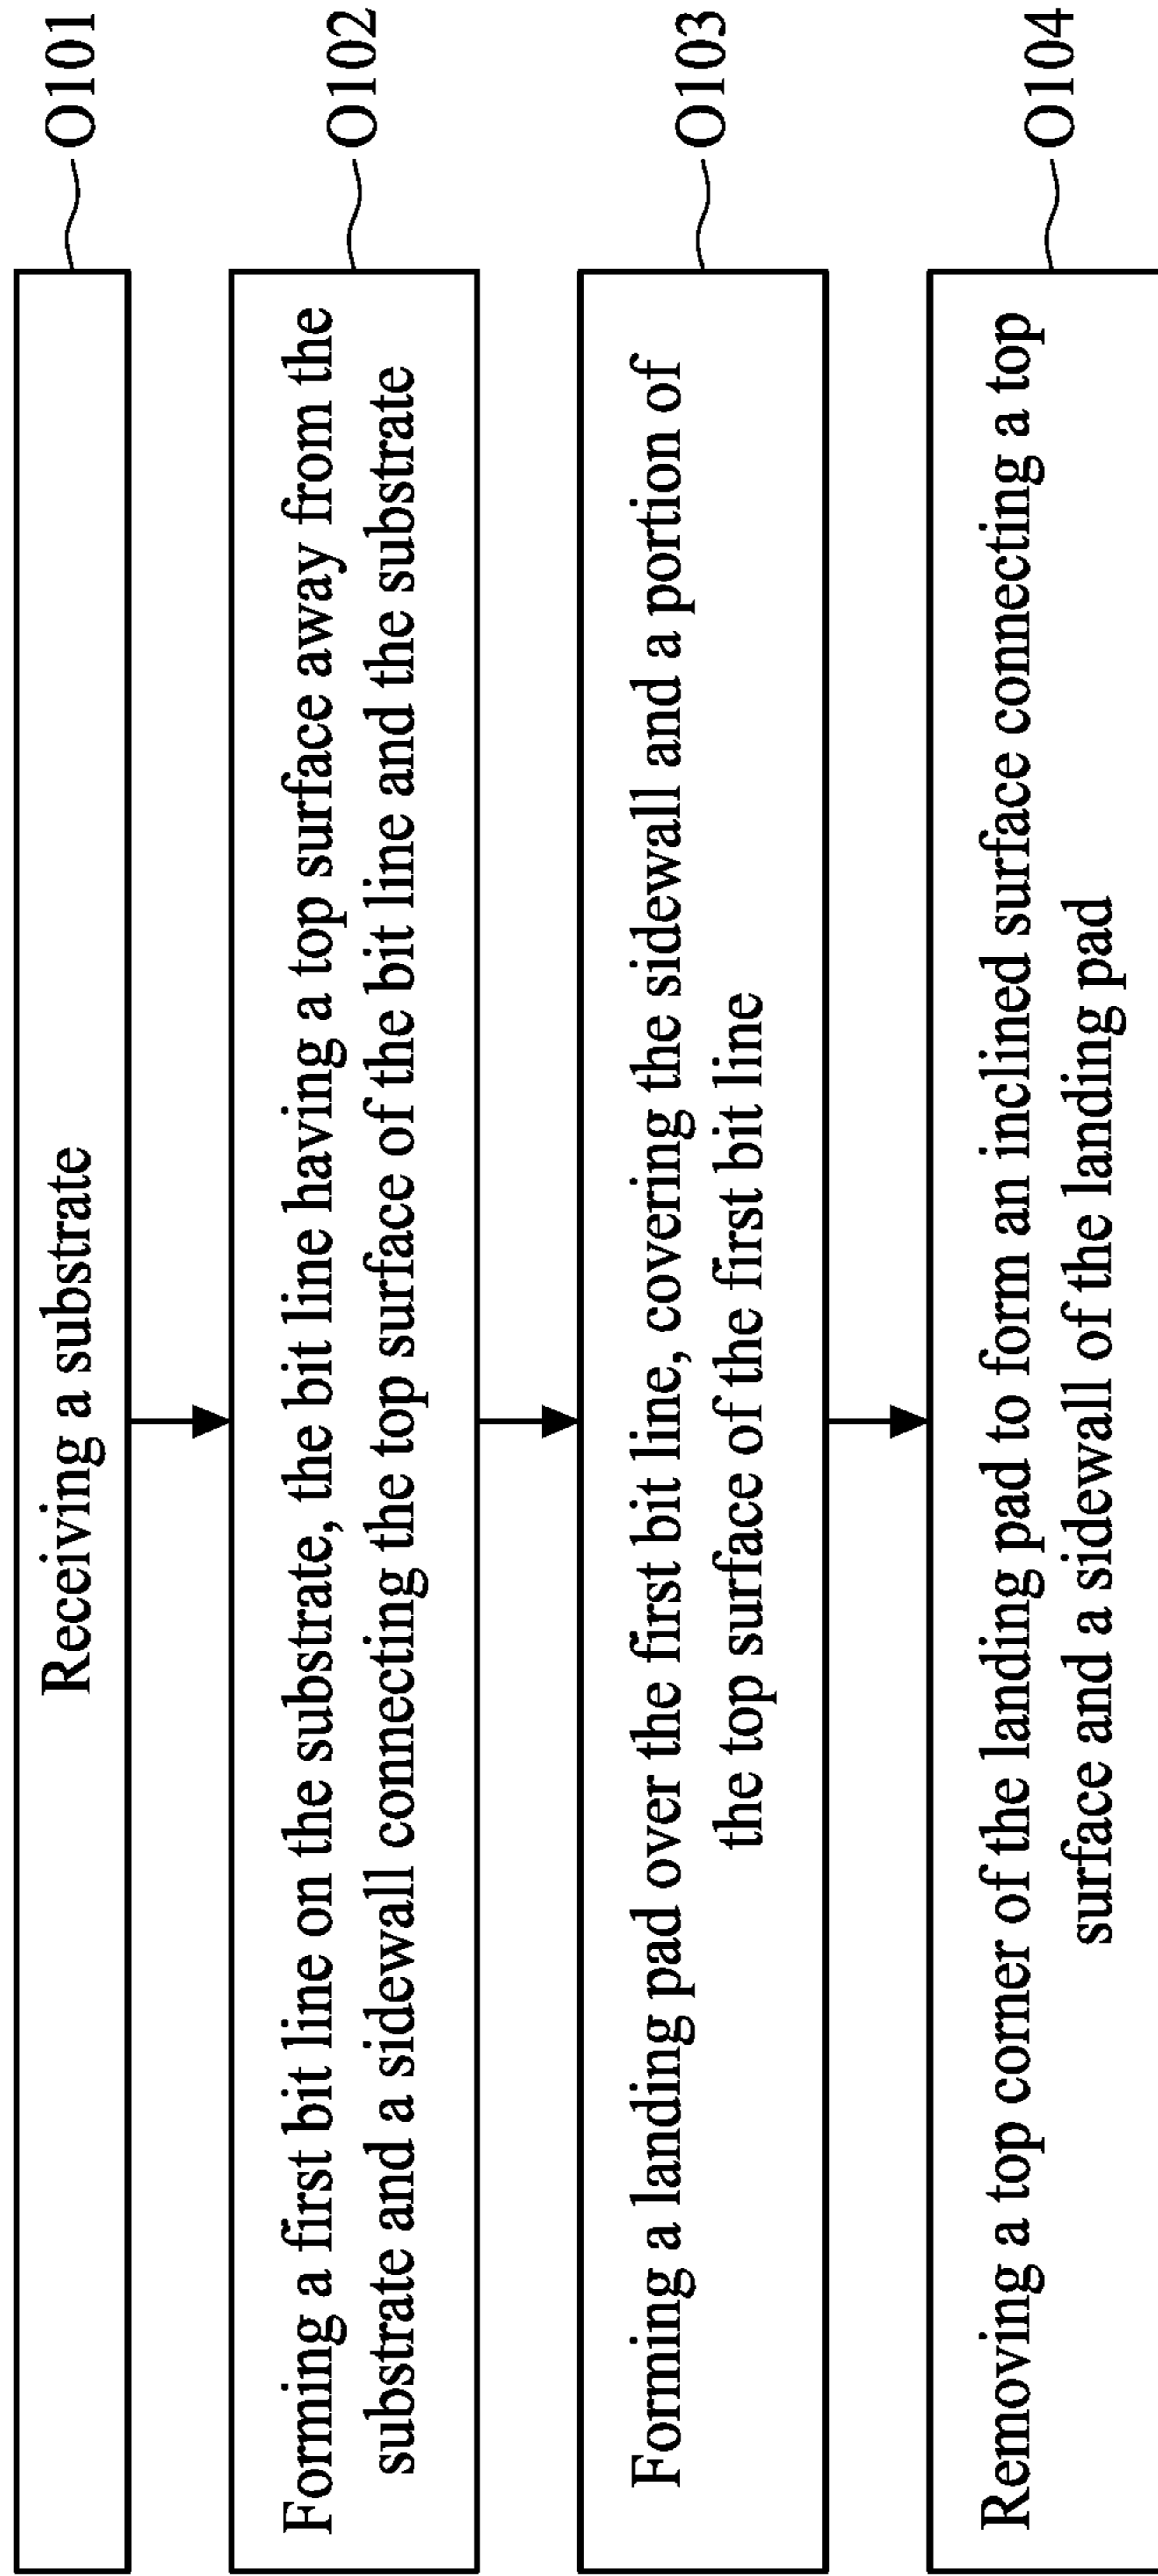 Receiving a substrate
O101
Forming a first bit line on the substrate, the bit line having a top surface away from the
substrate and a sidewall connecting the top surface of the bit line and the substrate
O102
Forming a landing pad over the first bit line, covering the sidewall and a portion of
the top surface of the first bit line
O103
Removing a top corner of the landing pad to form an inclined surface connecting a top
surface and a sidewall of the landing pad
O104